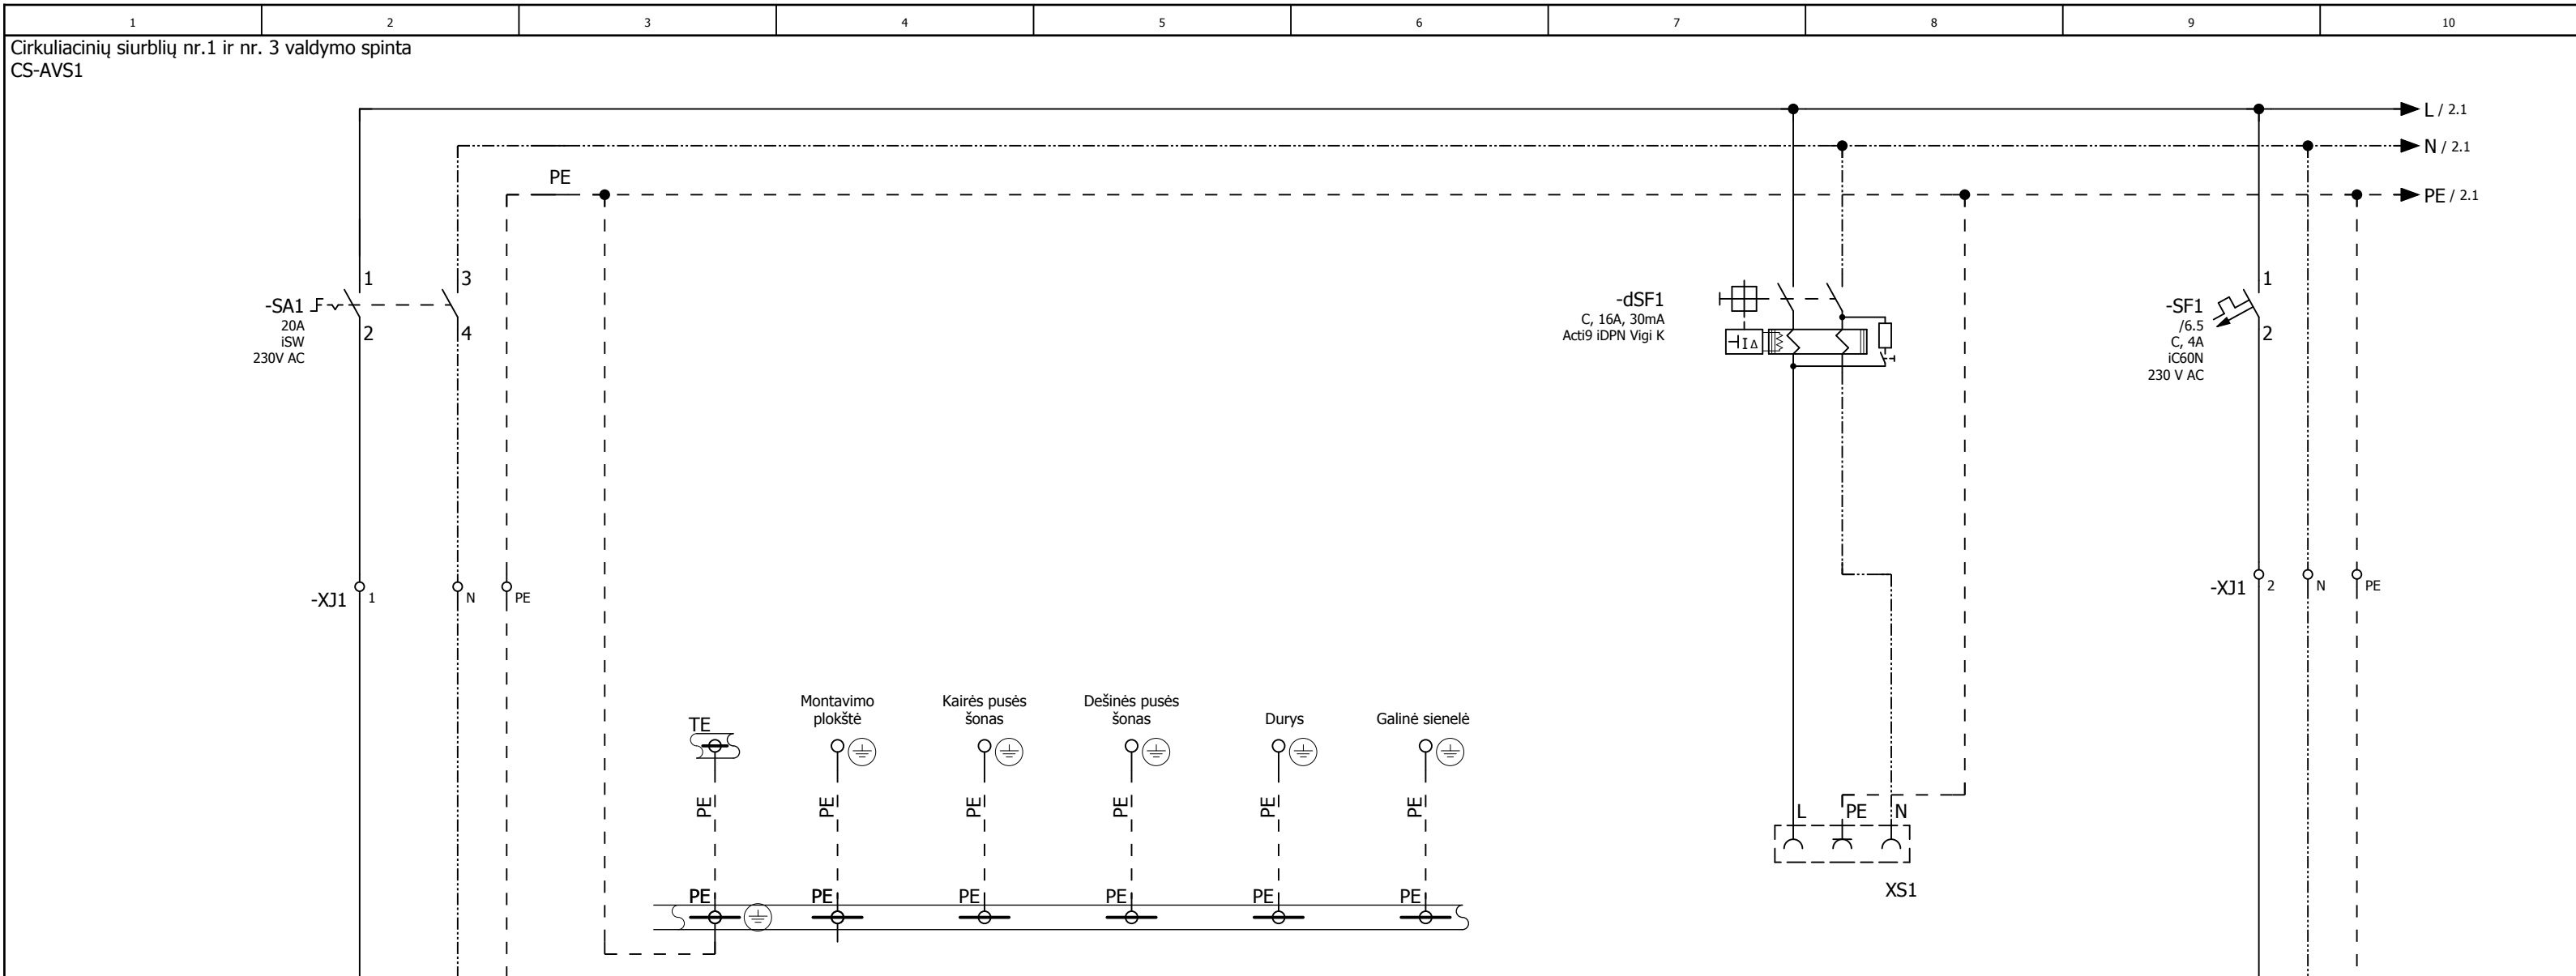 1 2 3 4 5 6 7 8 9 10
Cirkuliacinių siurblių nr.1 ir nr. 3 valdymo spinta
CS-AVS1
L / 2.1
N / 2.1
PE
PE / 2.1
1 3
-SA1
20A
iSW
230V AC
2 4
-dSF1
C, 16A, 30mA
Acti9 iDPN Vigi K
I Δ
1
-SF1
/6.5
C, 4A
iC60N
230 V AC
2
-XJ1 1 N PE
-XJ1 2 N PE
TE
Montavimo
plokštė
Kairės pusės
šonas
Dešinės pusės
šonas
Durys
Galinė sienelė
PE PE PE PE PE PE
L PE N
XS1
PE PE PE PE PE PE